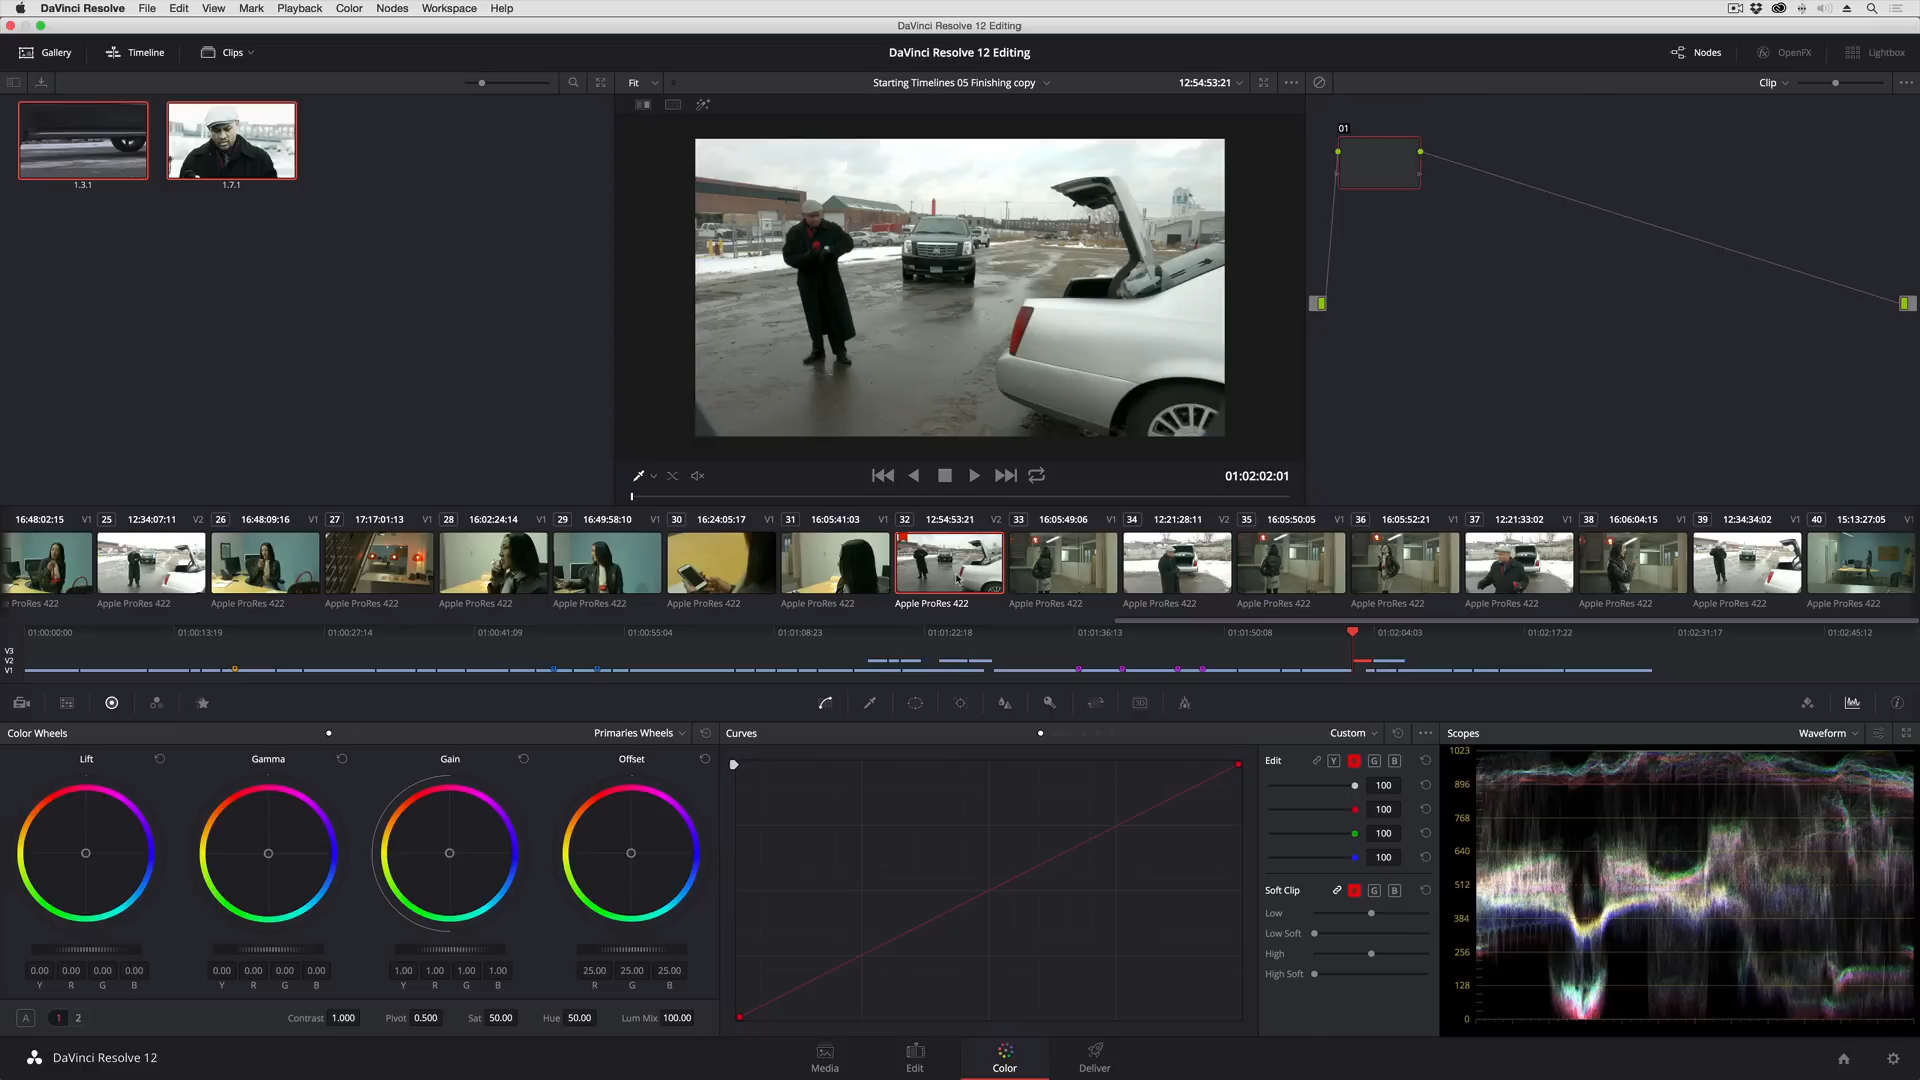 DaVinci Resolve File Edit View Mark Playback Color Nodes Workspace Help
DaVinci Resolve 12 Editing
Gallery Timeline Clips DaVinci Resolve 12 Editing Nodes OpenFX Lightbox
Fit Starting Timelines 05 Finishing copy 12:54:53:21 Clip
01
1.3.1 1.7.1
01:02:02:01
16:48:02:15 V1 25 12:34:07:11 V2 26 16:48:09:16 V1 27 17:17:01:13 V1 28 16:02:24:14 V1 29 16:49:58:10 V1 30 16:24:05:17 V1 31 16:05:41:03 V1 32 12:54:53:21 V2 33 16:05:49:06 V1 34 12:21:28:11 V1 35 16:05:50:05 V1 36 16:05:52:21 V1 37 12:21:33:02 V1 38 16:06:04:15 V1 39 12:34:34:02 V1 40 15:13:27:05 V1
e ProRes 422 Apple ProRes 422 Apple ProRes 422 Apple ProRes 422 Apple ProRes 422 Apple ProRes 422 Apple ProRes 422 Apple ProRes 422 Apple ProRes 422 Apple ProRes 422 Apple ProRes 422 Apple ProRes 422 Apple ProRes 422 Apple ProRes 422 Apple ProRes 422 Apple ProRes 422 Apple ProRes 422
01:00:00:00 01:00:13:19 01:00:27:14 01:00:41:09 01:00:55:04 01:01:08:23 01:01:22:18 01:01:36:13 01:01:50:08 01:02:04:03 01:02:17:22 01:02:31:17 01:02:45:12
V3
V2
V1
3D
Color Wheels Primaries Wheels Curves Custom Scopes Waveform
Lift Gamma Gain Offset
Edit Y G B
100
100
100
100
Soft Clip G B
Low
Low Soft
High
High Soft
1023
896
768
640
512
384
256
128
0
0.00 0.00 0.00 0.00 0.00 0.00 0.00 0.00 1.00 1.00 1.00 1.00 25.00 25.00 25.00
Y R G B Y R G B Y R G B R G B
A 1 2 Contrast 1.000 Pivot 0.500 Sat 50.00 Hue 50.00 Lum Mix 100.00
DaVinci Resolve 12 Media Edit Color Deliver